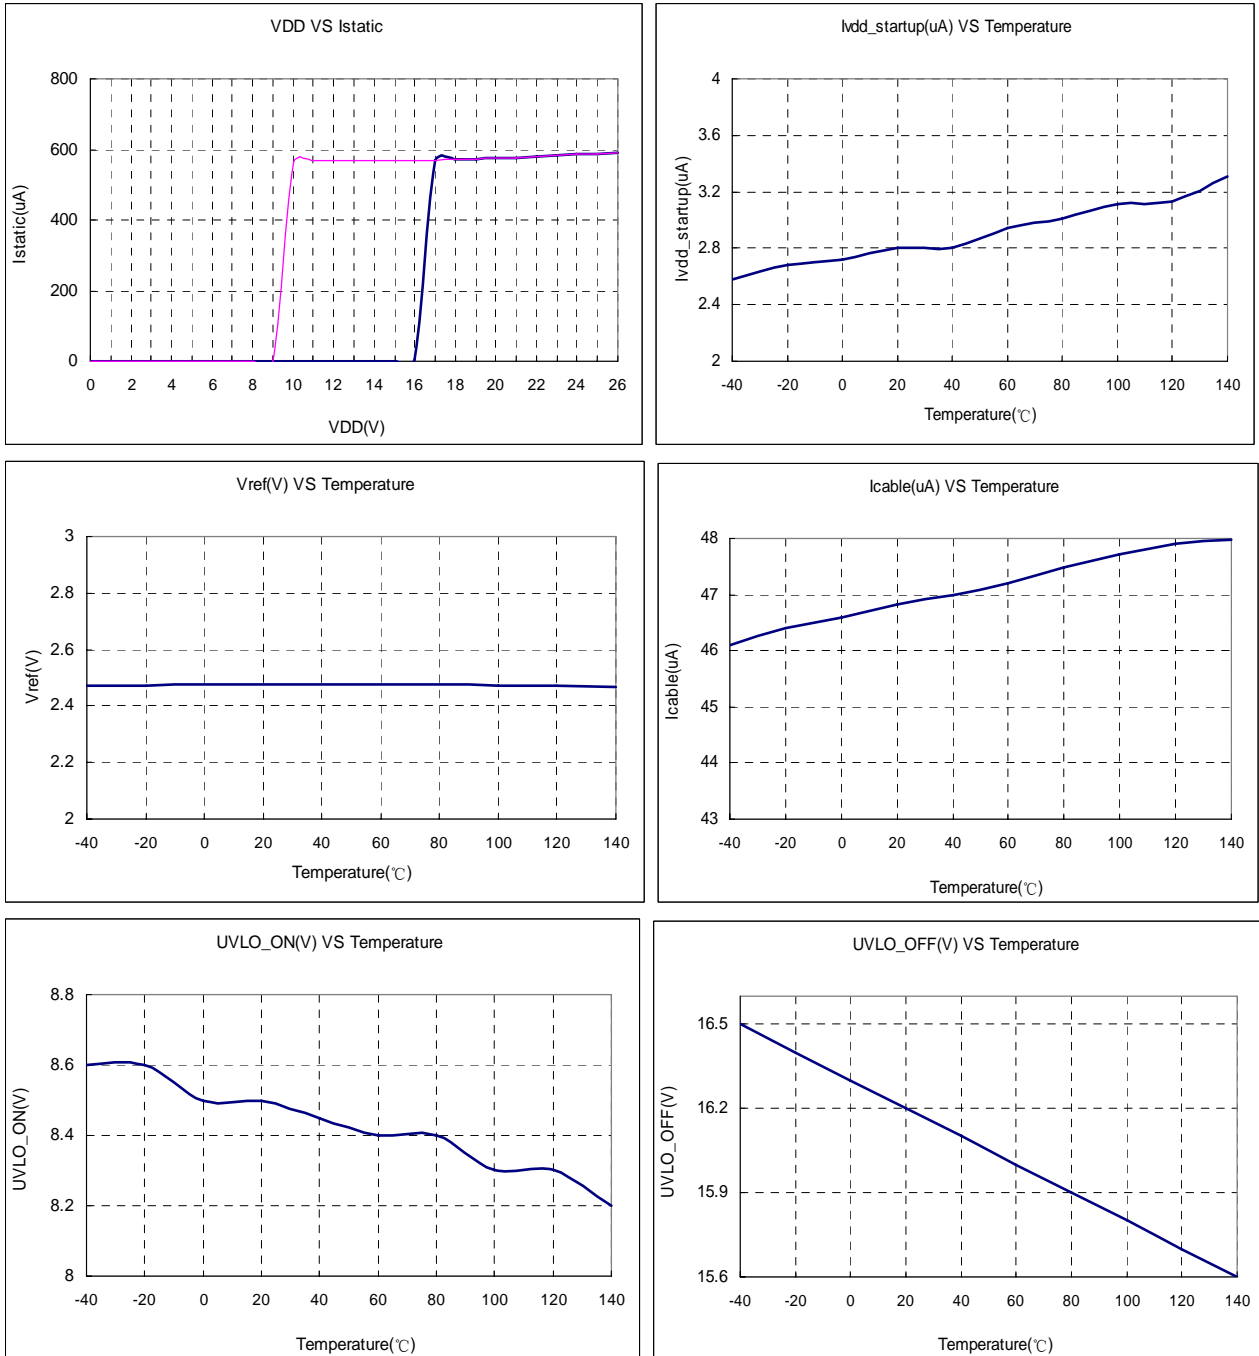 VDD VS Istatic
800
600
400
200
0
Istatic(uA)
0 2 4 6 8 10 12 14 16 18 20 22 24 26
VDD(V)
Ivdd_startup(uA) VS Temperature
4
3.6
3.2
2.8
2.4
2
Ivdd_startup(uA)
-40 -20 0 20 40 60 80 100 120 140
Temperature(℃)
Vref(V) VS Temperature
3
2.8
2.6
2.4
2.2
2
Vref(V)
-40 -20 0 20 40 60 80 100 120 140
Temperature(℃)
Icable(uA) VS Temperature
48
47
46
45
44
43
Icable(uA)
-40 -20 0 20 40 60 80 100 120 140
Temperature(℃)
UVLO_ON(V) VS Temperature
8.8
8.6
8.4
8.2
8
UVLO_ON(V)
-40 -20 0 20 40 60 80 100 120 140
Temperature(℃)
UVLO_OFF(V) VS Temperature
16.5
16.2
15.9
15.6
UVLO_OFF(V)
-40 -20 0 20 40 60 80 100 120 140
Temperature(℃)